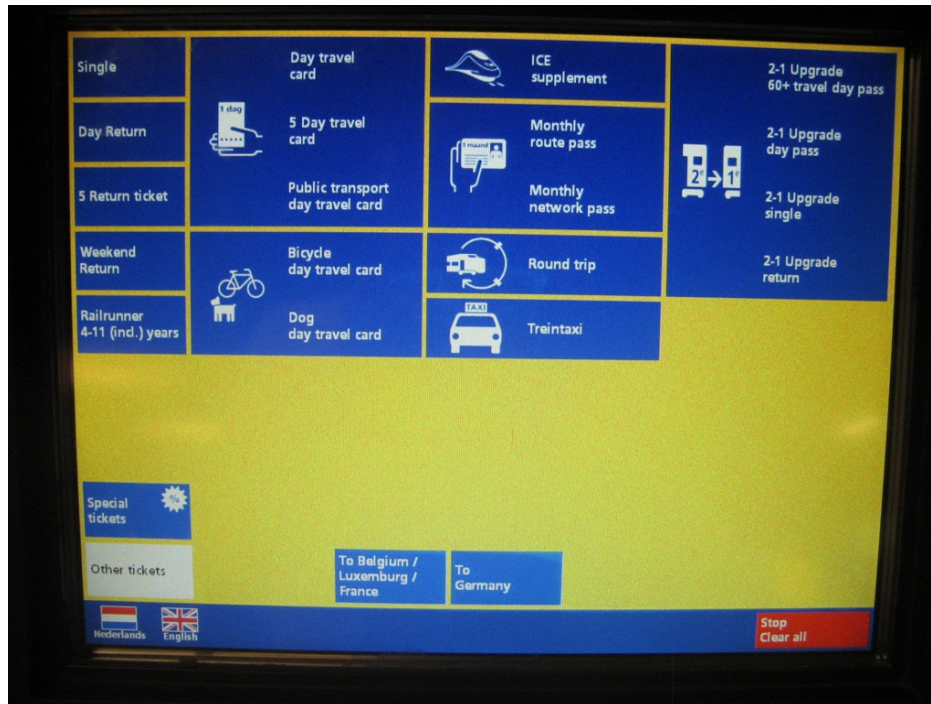 Single
Day Return
5 Return ticket
Weekend
Return
Railrunner
4-11 (incl.) years
1 dag
Day travel
card
5 Day travel
card
Public transport
day travel card
Bicycle
day travel card
Dog
day travel card
ICE
supplement
1 maand
Monthly
route pass
Monthly
network pass
Round trip
TAXI
Treintaxi
2e
1e
2-1 Upgrade
60+ travel day pass
2-1 Upgrade
day pass
2-1 Upgrade
single
2-1 Upgrade
return
Special
tickets
%
Other tickets
To Belgium /
Luxemburg /
France
To
Germany
Nederlands
English
Stop
Clear all